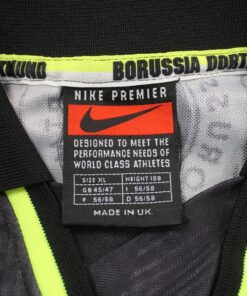 RTMUND
BORUSSIA DORT
NIKE PREMIER
DESIGNED TO MEET THE
PERFORMANCE NEEDS OF
WORLD CLASS ATHLETES
SIZE XL HEIGHT 188
GB 45/47 I 56/58
F 56/58 D 56/58
MADE IN UK.